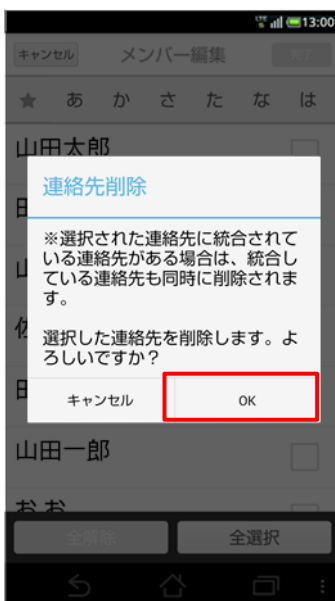 LTE 13:00
キャンセル メンバー編集 完了
★ あ か さ た な は
山田太郎
連絡先削除
※選択された連絡先に統合されて
いる連絡先がある場合は、統合し
ている連絡先も同時に削除されま
す。
選択した連絡先を削除します。よ
ろしいですか？
キャンセル OK
山田一郎
おお
全解除 全選択